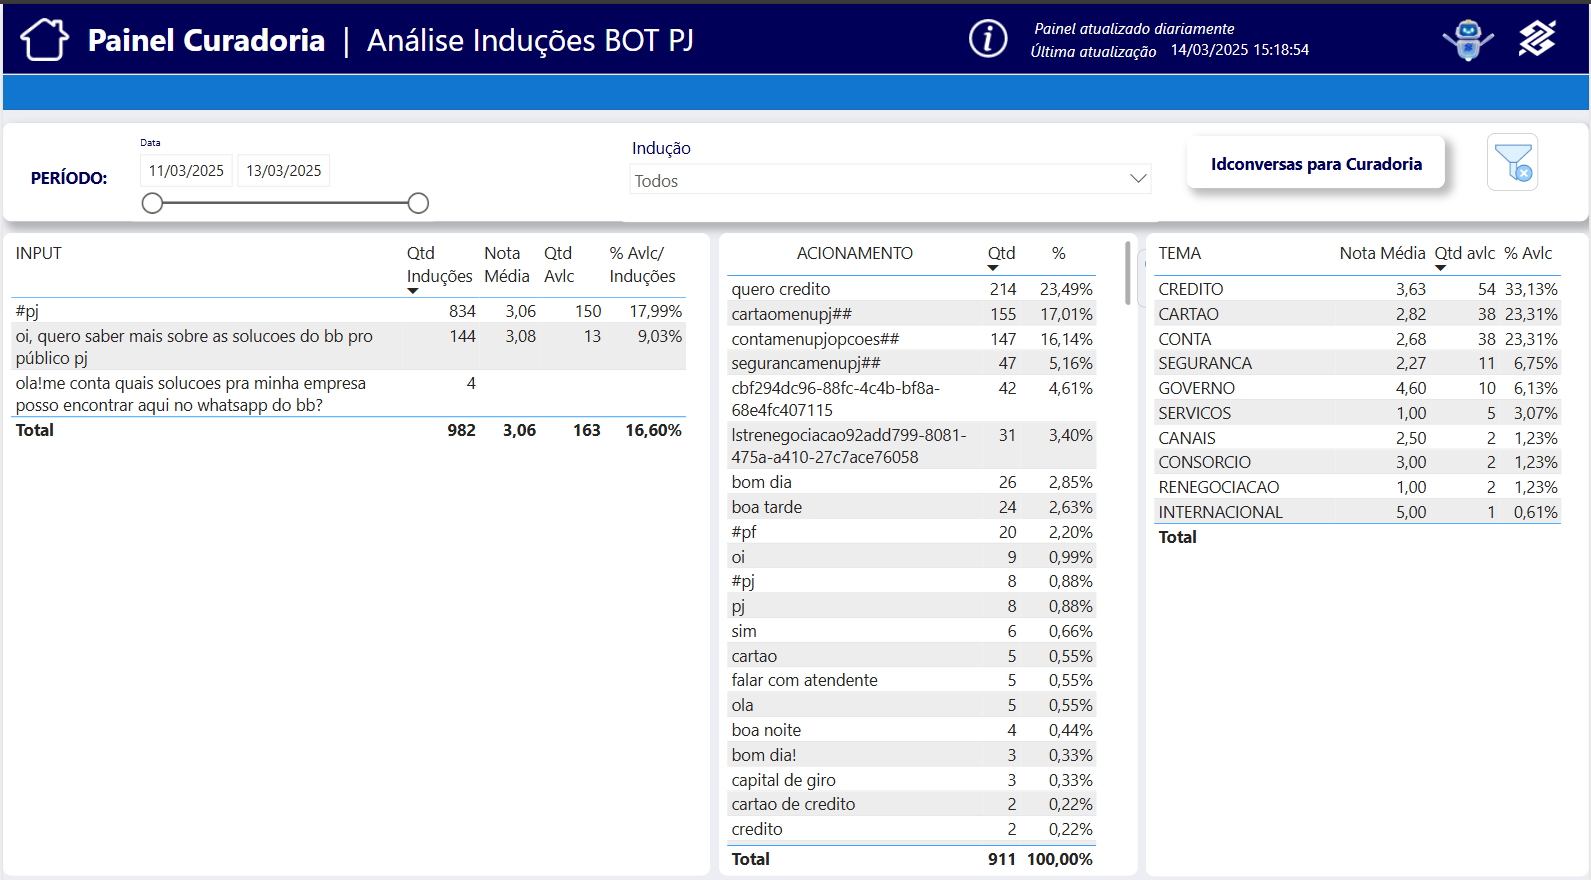 Painel Curadoria | Análise Induções BOT PJ
Painel atualizado diariamente
Última atualização 14/03/2025 15:18:54
PERÍODO:
Data
11/03/2025 13/03/2025
Indução
Todos
Idconversas para Curadoria
INPUT Qtd Induções Nota Média Qtd Avlc % Avlc/ Induções
#pj 834 3,06 150 17,99%
oi, quero saber mais sobre as solucoes do bb pro 144 3,08 13 9,03%
público pj
ola!me conta quais solucoes pra minha empresa 4
posso encontrar aqui no whatsapp do bb?
Total 982 3,06 163 16,60%
ACIONAMENTO Qtd %
quero credito 214 23,49%
cartaomenupj## 155 17,01%
contamenupjopcoes## 147 16,14%
segurancamenupj## 47 5,16%
cbf294dc96-88fc-4c4b-bf8a- 42 4,61%
68e4fc407115
lstrenegociacao92add799-8081- 31 3,40%
475a-a410-27c7ace76058
bom dia 26 2,85%
boa tarde 24 2,63%
#pf 20 2,20%
oi 9 0,99%
#pj 8 0,88%
pj 8 0,88%
sim 6 0,66%
cartao 5 0,55%
falar com atendente 5 0,55%
ola 5 0,55%
boa noite 4 0,44%
bom dia! 3 0,33%
capital de giro 3 0,33%
cartao de credito 2 0,22%
credito 2 0,22%
Total 911 100,00%
TEMA Nota Média Qtd avlc % Avlc
CREDITO 3,63 54 33,13%
CARTAO 2,82 38 23,31%
CONTA 2,68 38 23,31%
SEGURANCA 2,27 11 6,75%
GOVERNO 4,60 10 6,13%
SERVICOS 1,00 5 3,07%
CANAIS 2,50 2 1,23%
CONSORCIO 3,00 2 1,23%
RENEGOCIACAO 1,00 2 1,23%
INTERNACIONAL 5,00 1 0,61%
Total